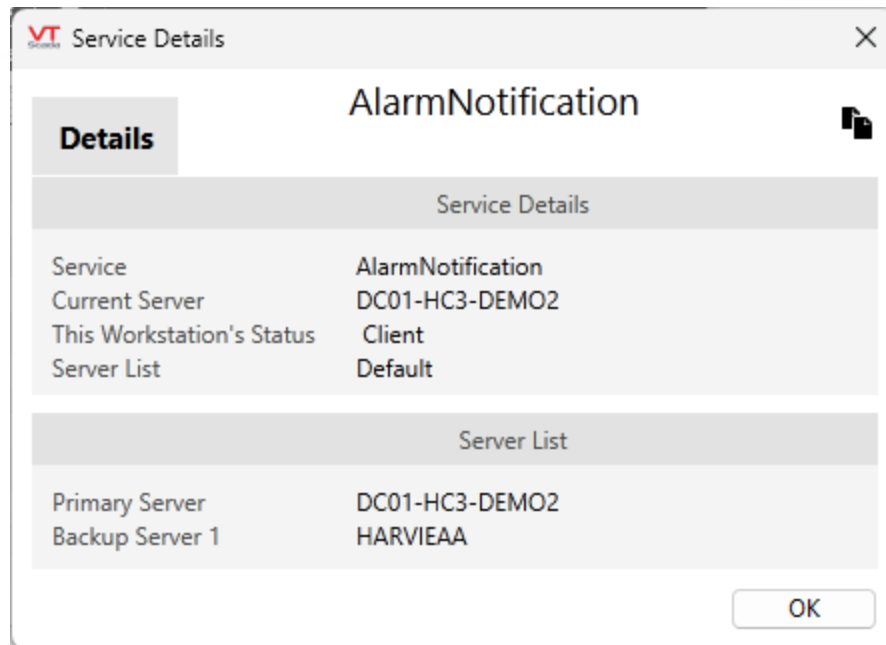 VT
Scada
Service Details
AlarmNotification
Details
Service Details
Service AlarmNotification
Current Server DC01-HC3-DEMO2
This Workstation's Status Client
Server List Default
Server List
Primary Server DC01-HC3-DEMO2
Backup Server 1 HARVIEAA
OK